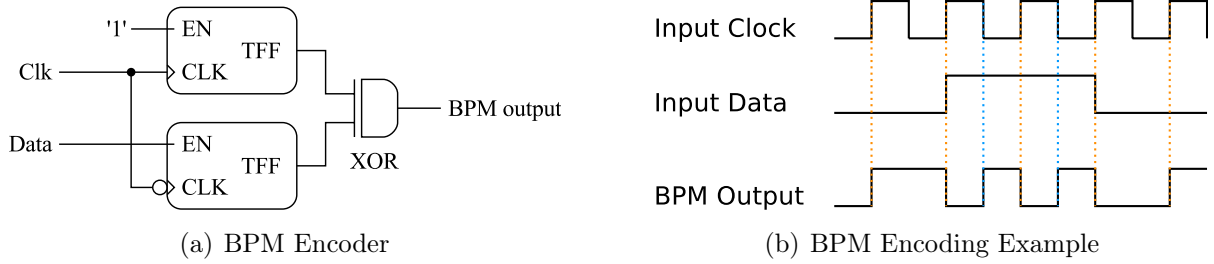 '1'
EN
TFF
Clk
CLK
BPM output
Data
EN
TFF
XOR
CLK
(a) BPM Encoder
Input Clock
Input Data
BPM Output
(b) BPM Encoding Example